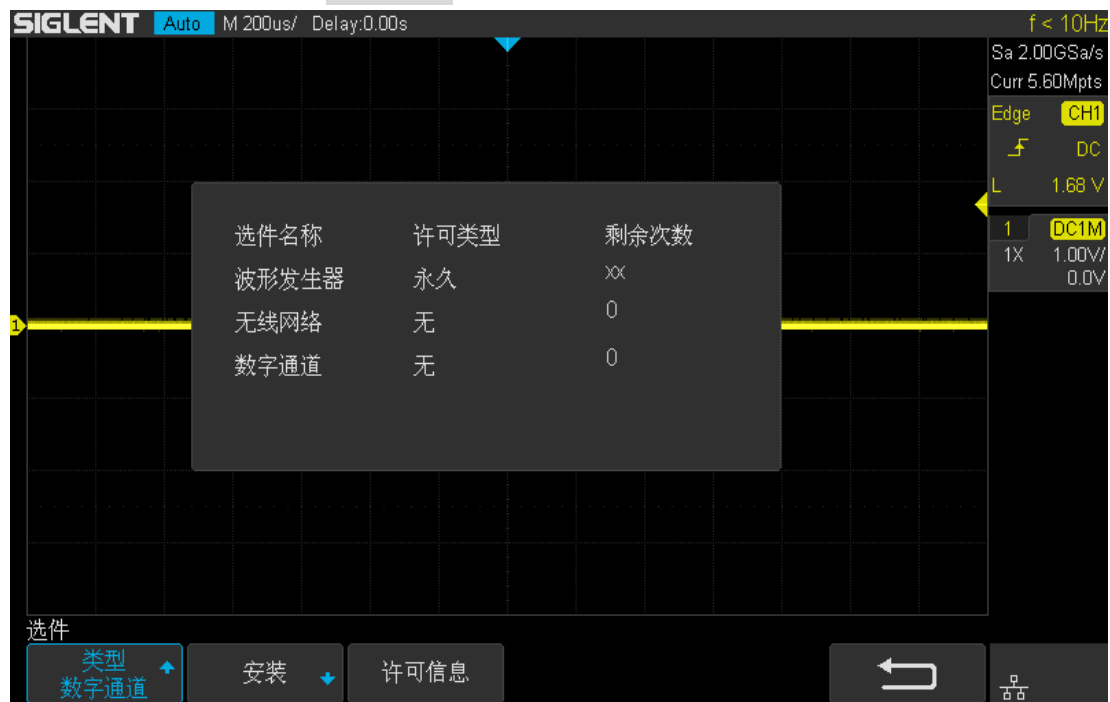 SIGLENT Auto M 200us/ Delay:0.00s f < 10Hz
Sa 2.00GSa/s
Curr 5.60Mpts
Edge CH1
DC
L 1.68 V
1 DC1M
1X 1.00V/
0.0V
选件名称 许可类型 剩余次数
波形发生器 永久 xx
无线网络 无 0
数字通道 无 0
1
选件
类型
数字通道
安装
许可信息